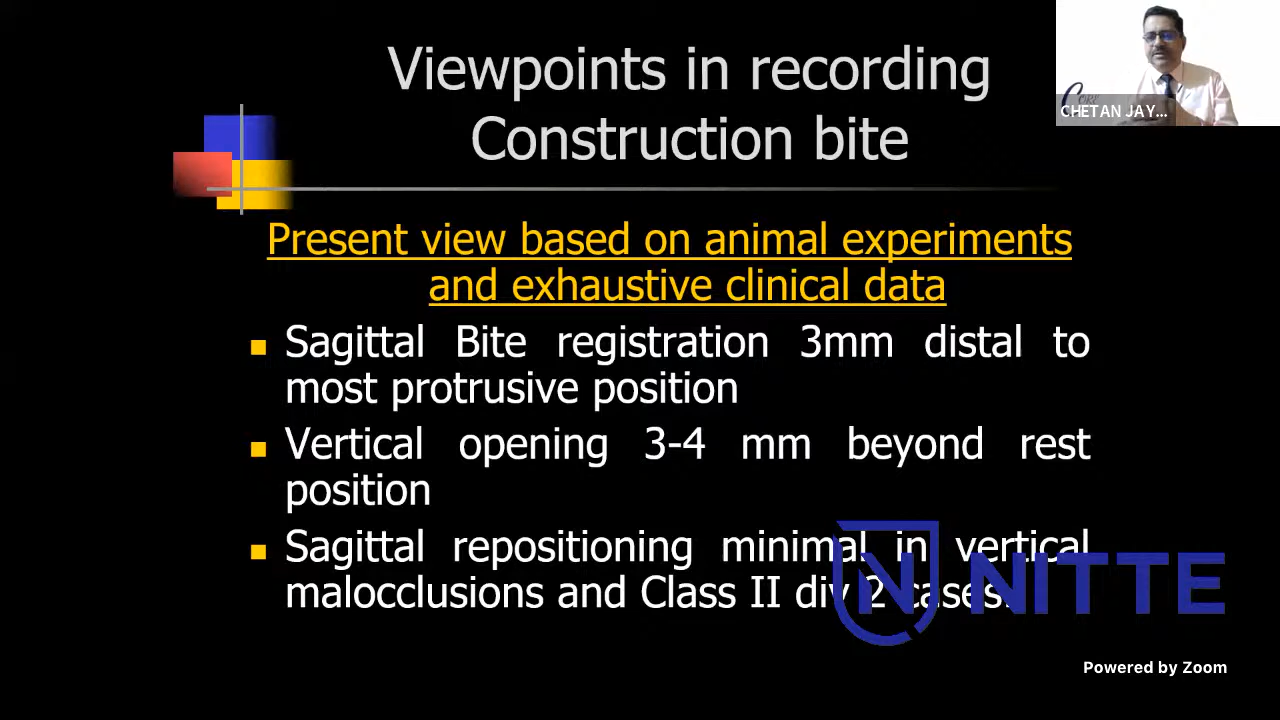 Viewpoints in recording
Construction bite
CHETAN JAY...
Present view based on animal experiments
and exhaustive clinical data
Sagittal Bite registration 3mm distal to
most protrusive position
Vertical opening 3-4 mm beyond rest
position
Sagittal repositioning minimal in vertical
malocclusions and Class II div 2 cases.
N NITTE
Powered by Zoom